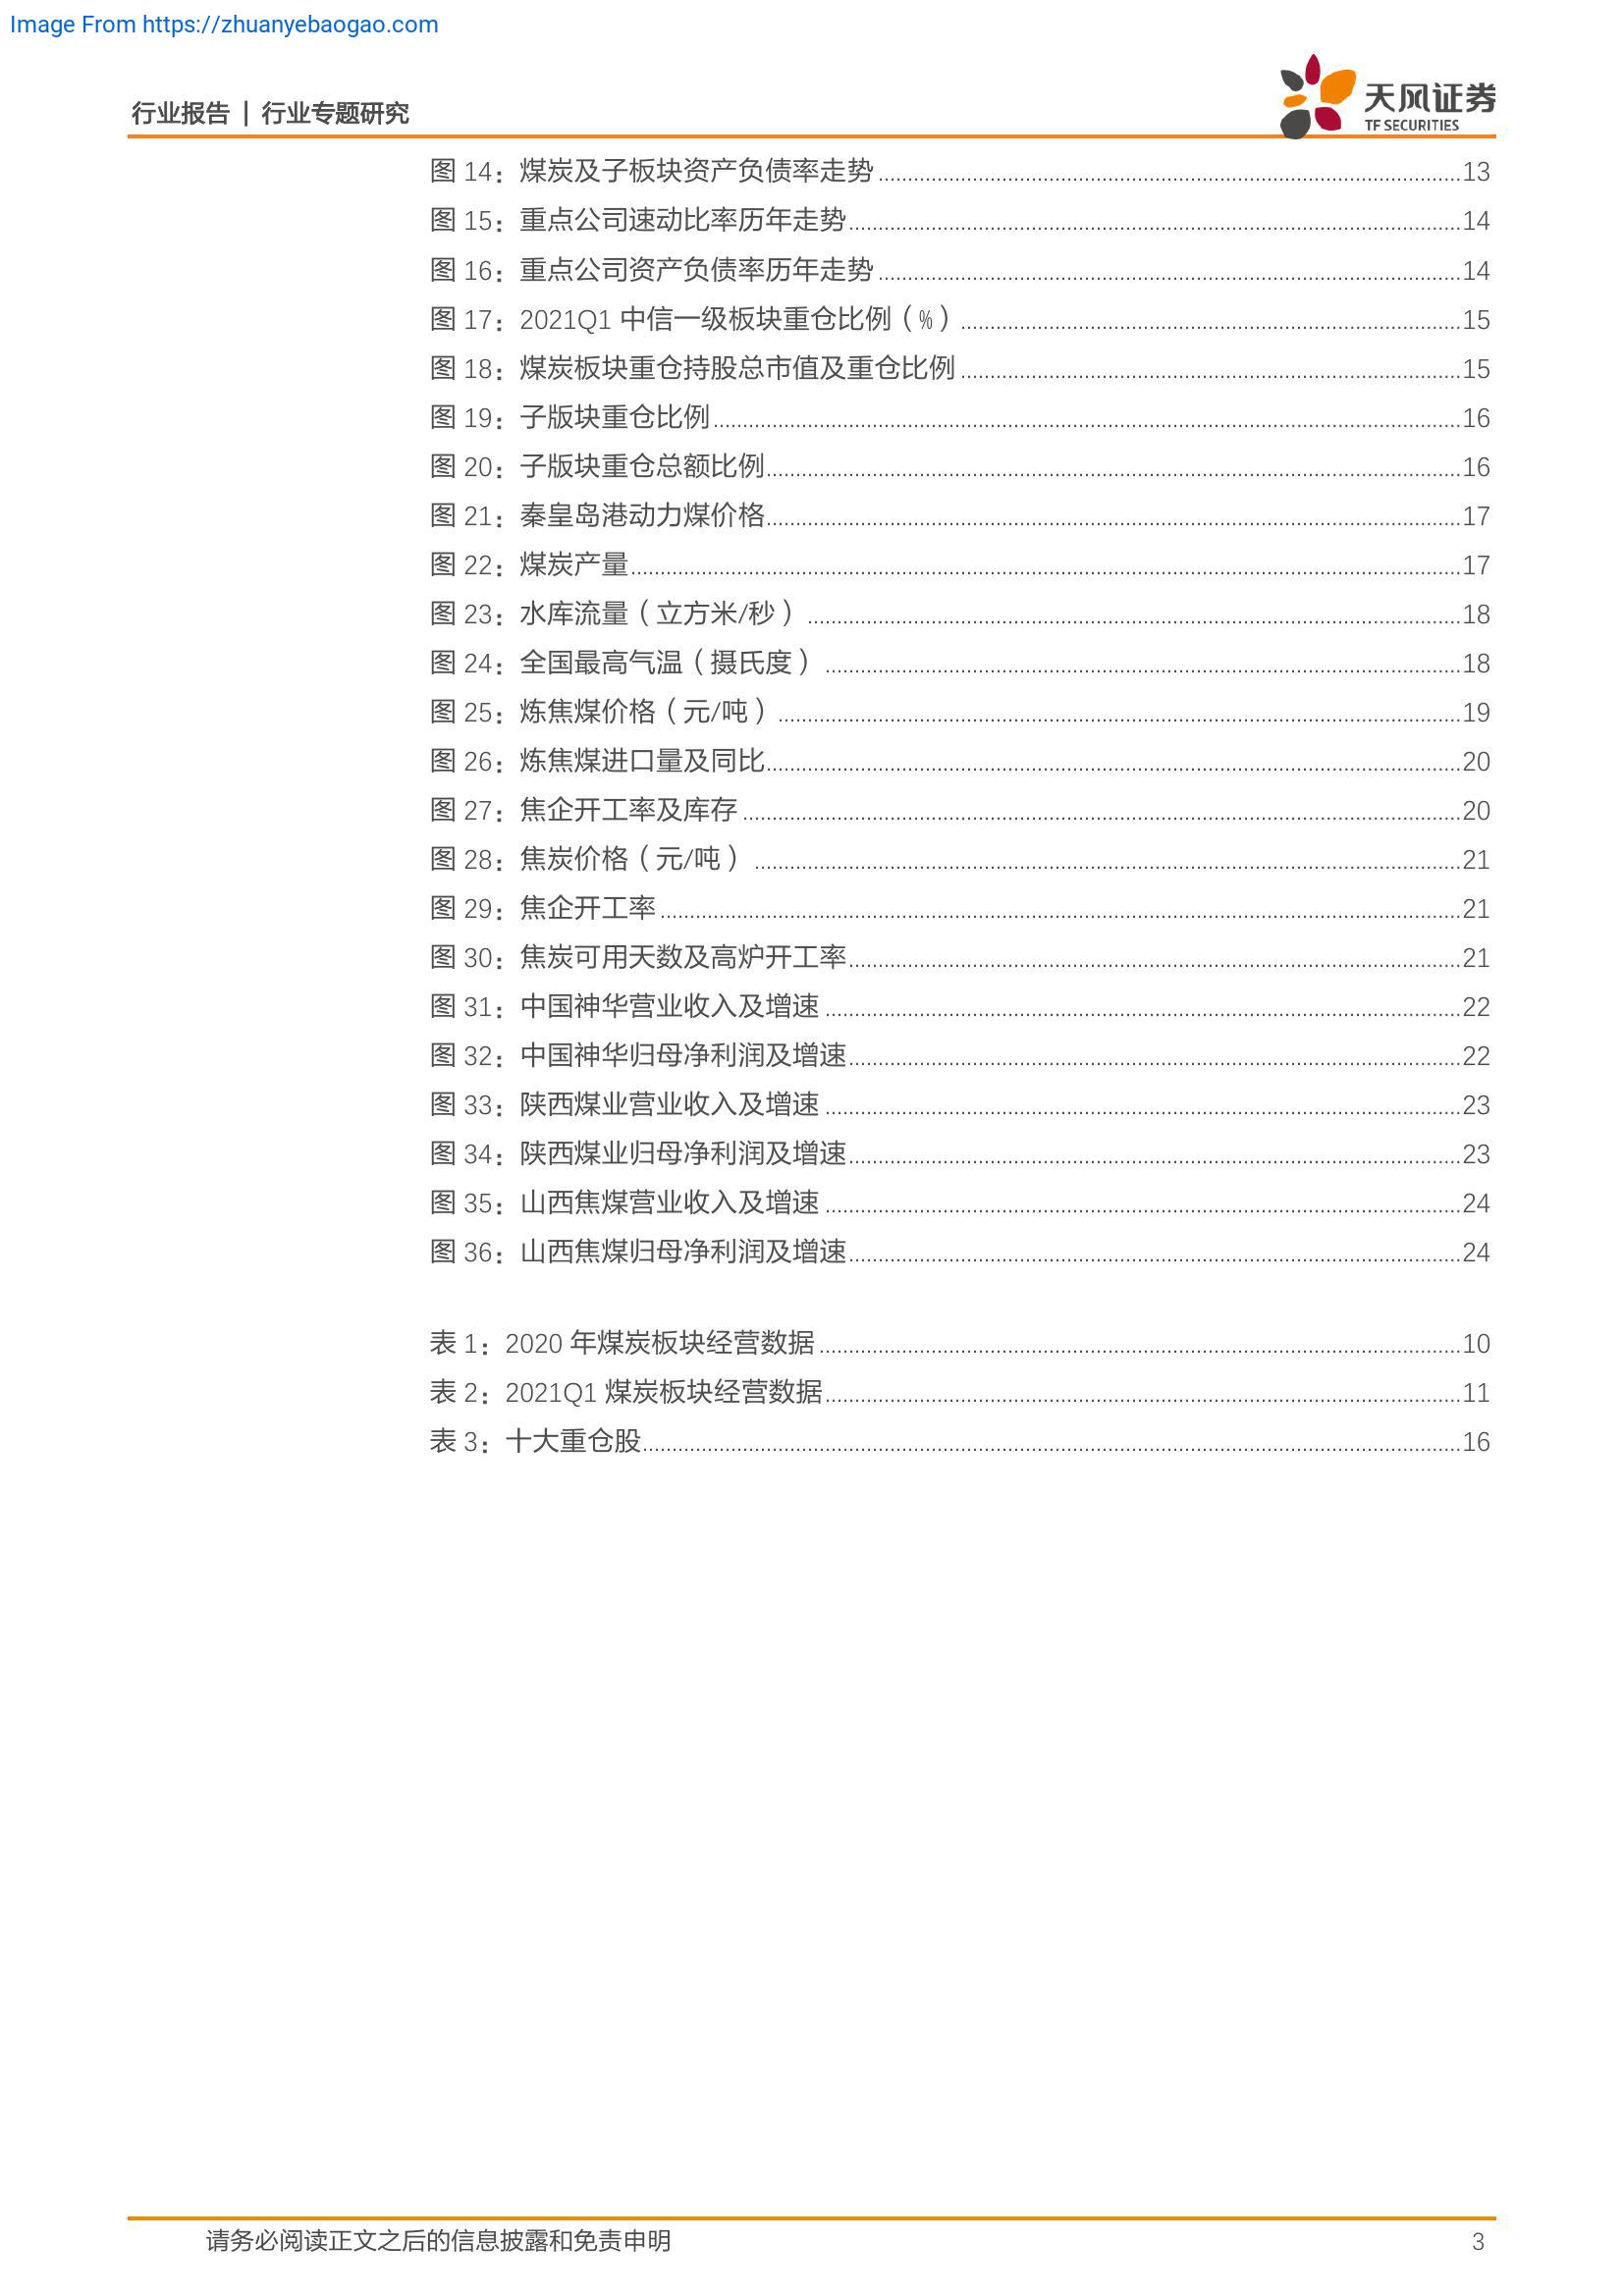 Image From https://zhuanyebaogao.com
行业报告 | 行业专题研究
天风证券
TF SECURITIES
图 14：煤炭及子板块资产负债率走势..........13
图 15：重点公司速动比率历年走势..........14
图 16：重点公司资产负债率历年走势..........14
图 17：2021Q1 中信一级板块重仓比例（%）..........15
图 18：煤炭板块重仓持股总市值及重仓比例..........15
图 19：子版块重仓比例..........16
图 20：子版块重仓总额比例..........16
图 21：秦皇岛港动力煤价格..........17
图 22：煤炭产量..........17
图 23：水库流量（立方米/秒）..........18
图 24：全国最高气温（摄氏度）..........18
图 25：炼焦煤价格（元/吨）..........19
图 26：炼焦煤进口量及同比..........20
图 27：焦企开工率及库存..........20
图 28：焦炭价格（元/吨）..........21
图 29：焦企开工率..........21
图 30：焦炭可用天数及高炉开工率..........21
图 31：中国神华营业收入及增速..........22
图 32：中国神华归母净利润及增速..........22
图 33：陕西煤业营业收入及增速..........23
图 34：陕西煤业归母净利润及增速..........23
图 35：山西焦煤营业收入及增速..........24
图 36：山西焦煤归母净利润及增速..........24
表 1：2020 年煤炭板块经营数据..........10
表 2：2021Q1 煤炭板块经营数据..........11
表 3：十大重仓股..........16
请务必阅读正文之后的信息披露和免责申明 3